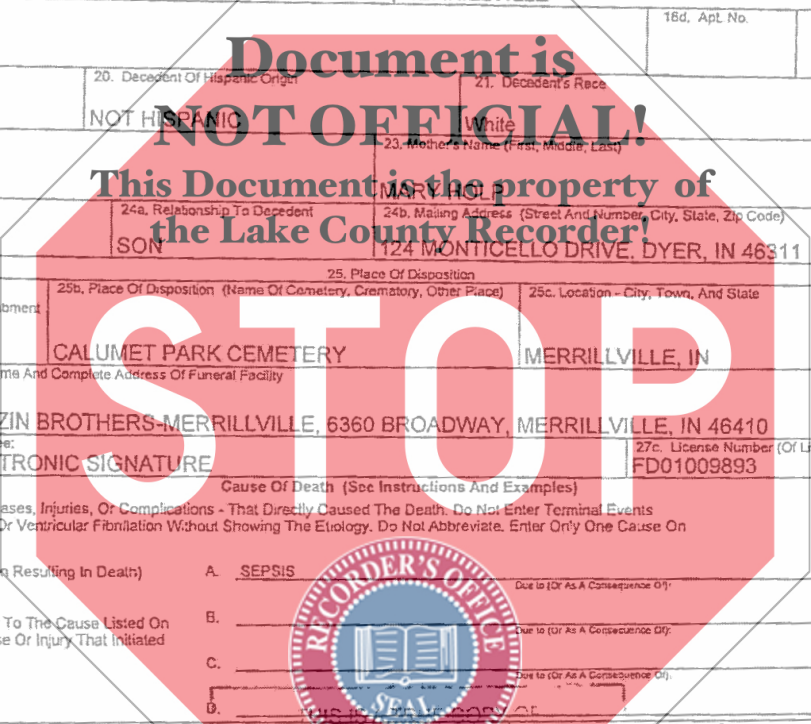 16d. Apt. No.
Document is
20. Decedent Of Hispanic Origin
21. Decedent's Race
NOT HISPANIC
White
NOT OFFICIAL!
23. Mother's Name (First, Middle, Last)
This Document is the property of
MARY HOLP
24a. Relationship To Decedent
24b. Mailing Address (Street And Number, City, State, Zip Code)
the Lake County Recorder!
SON
124 MONTICELLO DRIVE, DYER, IN 46311
25. Place Of Disposition
25b. Place Of Disposition (Name Of Cemetery, Crematory, Other Place)
25c. Location - City, Town, And State
bment
STOP
CALUMET PARK CEMETERY
MERRILLVILLE, IN
me And Complete Address Of Funeral Facility
ZIN BROTHERS-MERRILLVILLE, 6360 BROADWAY, MERRILLVILLE, IN 46410
ee:
27c. License Number (Of Li
TRONIC SIGNATURE
FD01009893
Cause Of Death (See Instructions And Examples)
ases, Injuries, Or Complications - That Directly Caused The Death. Do Not Enter Terminal Events
Or Ventricular Fibrillation Without Showing The Etiology. Do Not Abbreviate. Enter Only One Cause On
n Resulting In Death)
A. SEPSIS
Due to (Or As A Consequence Of):
RECORDER'S OFFICE
To The Cause Listed On
se Or Injury That Initiated
B.
Due to (Or As A Consequence Of):
C.
Due to (Or As A Consequence Of):
SEAL
D.